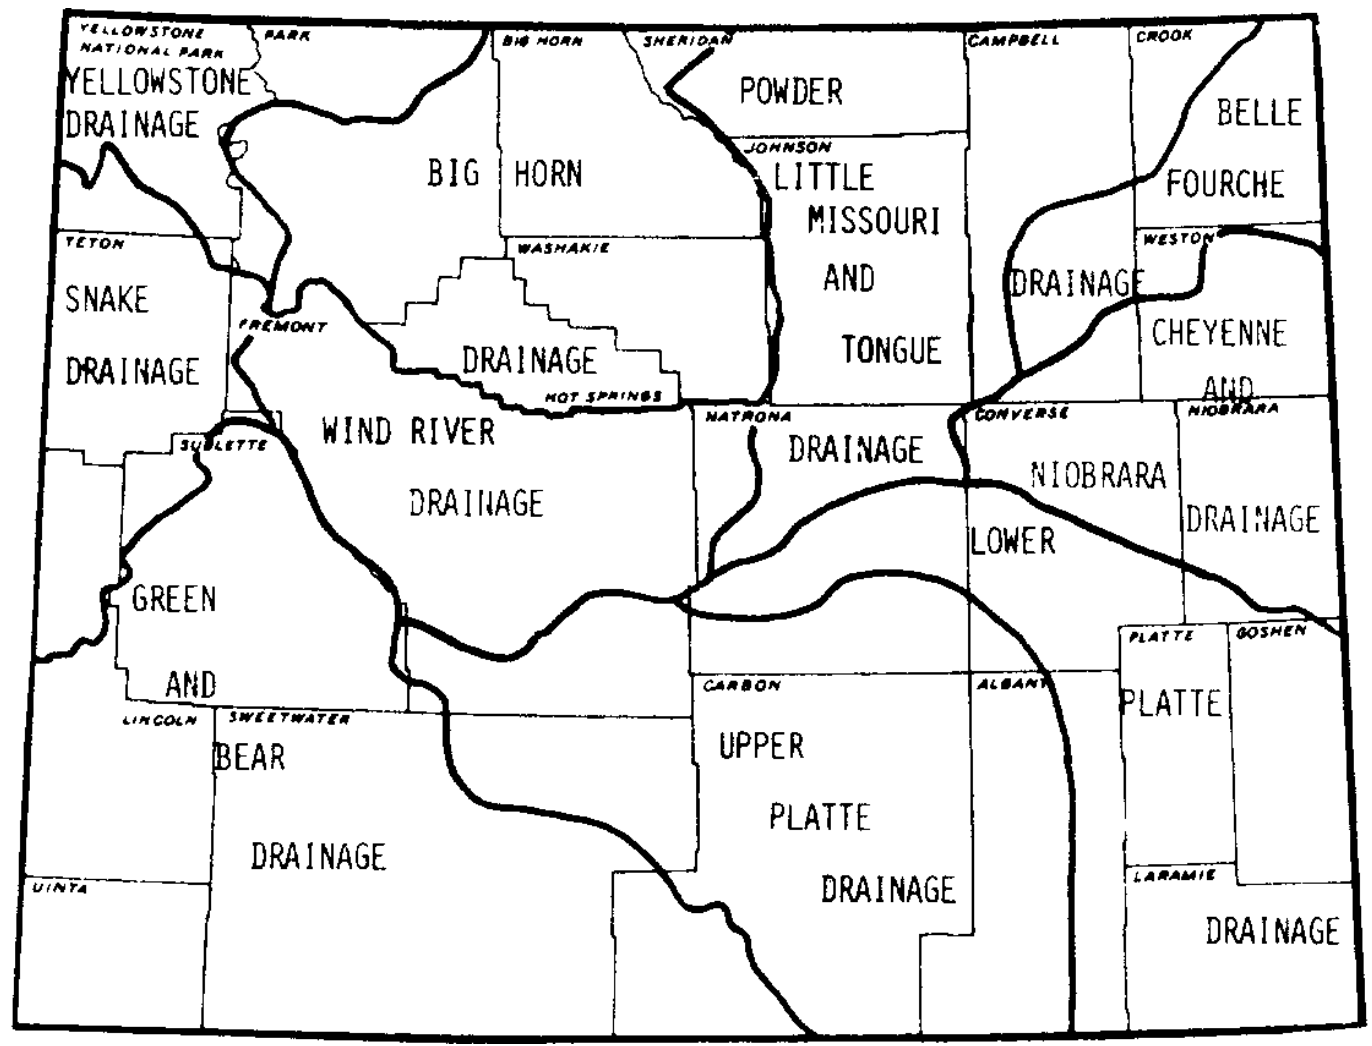 YELLOWSTONE
NATIONAL PARK
PARK
BIG HORN
SHERIDAN
CAMPBELL
CROOK
YELLOWSTONE
DRAINAGE
POWDER
BELLE
JOHNSON
BIG HORN
LITTLE
FOURCHE
MISSOURI
TETON
WASHAKIE
WESTON
SNAKE
AND
DRAINAGE
FREMONT
CHEYENNE
DRAINAGE
DRAINAGE
TONGUE
AND
HOT SPRINGS
NATRONA
CONVERSE
NIOBRARA
SUBLETTE
WIND RIVER
DRAINAGE
NIOBRARA
DRAINAGE
DRAINAGE
LOWER
GREEN
PLATTE
GOSHEN
AND
CARBON
ALBANY
PLATTE
LINCOLN
SWEETWATER
BEAR
UPPER
PLATTE
DRAINAGE
UINTA
DRAINAGE
LARAMIE
DRAINAGE